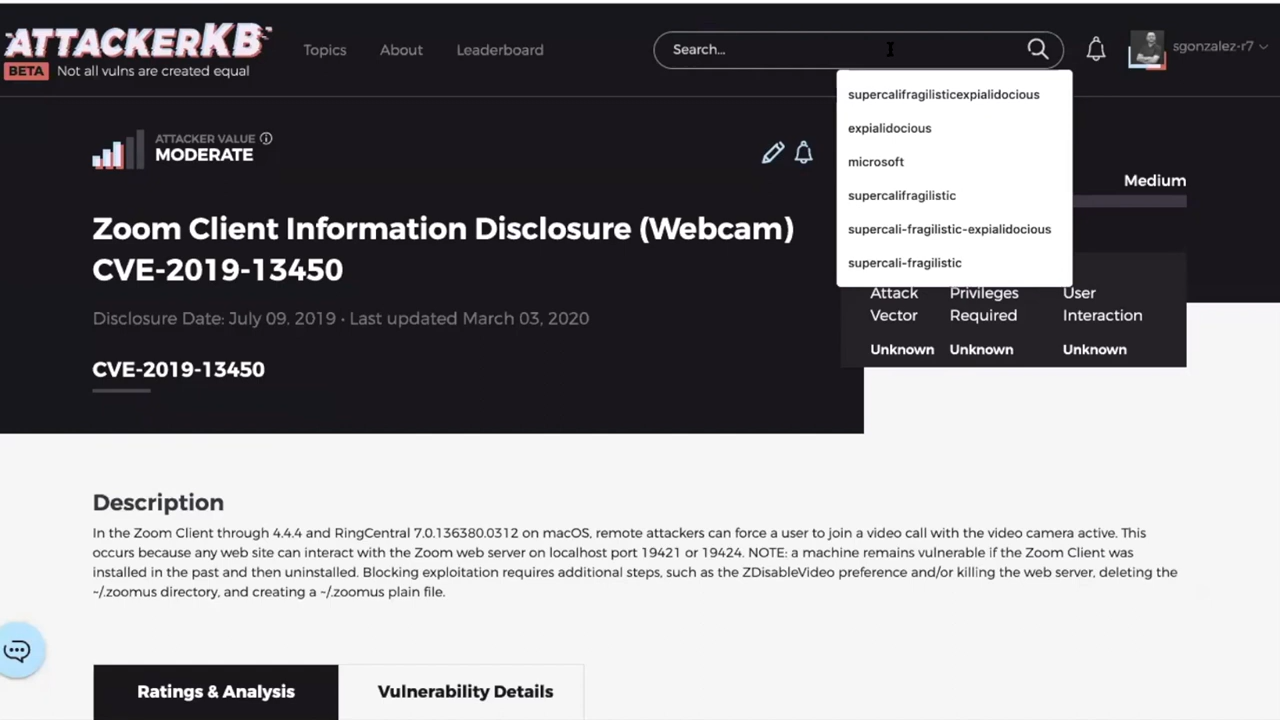 ATTACKERKB
BETA Not all vulns are created equal
Topics About Leaderboard
Search...
sgonzalez-r7
supercalifragilisticexpialidocious
expialidocious
microsoft
supercalifragilistic
supercali-fragilistic-expialidocious
supercali-fragilistic
ATTACKER VALUE
MODERATE
Medium
Zoom Client Information Disclosure (Webcam)
CVE-2019-13450
Disclosure Date: July 09, 2019 • Last updated March 03, 2020
CVE-2019-13450
Attack Vector
Privileges Required
User Interaction
Unknown Unknown Unknown
Description
In the Zoom Client through 4.4.4 and RingCentral 7.0.136380.0312 on macOS, remote attackers can force a user to join a video call with the video camera active. This
occurs because any web site can interact with the Zoom web server on localhost port 19421 or 19424. NOTE: a machine remains vulnerable if the Zoom Client was
installed in the past and then uninstalled. Blocking exploitation requires additional steps, such as the ZDisableVideo preference and/or killing the web server, deleting the
~/.zoomus directory, and creating a ~/.zoomus plain file.
Ratings & Analysis Vulnerability Details